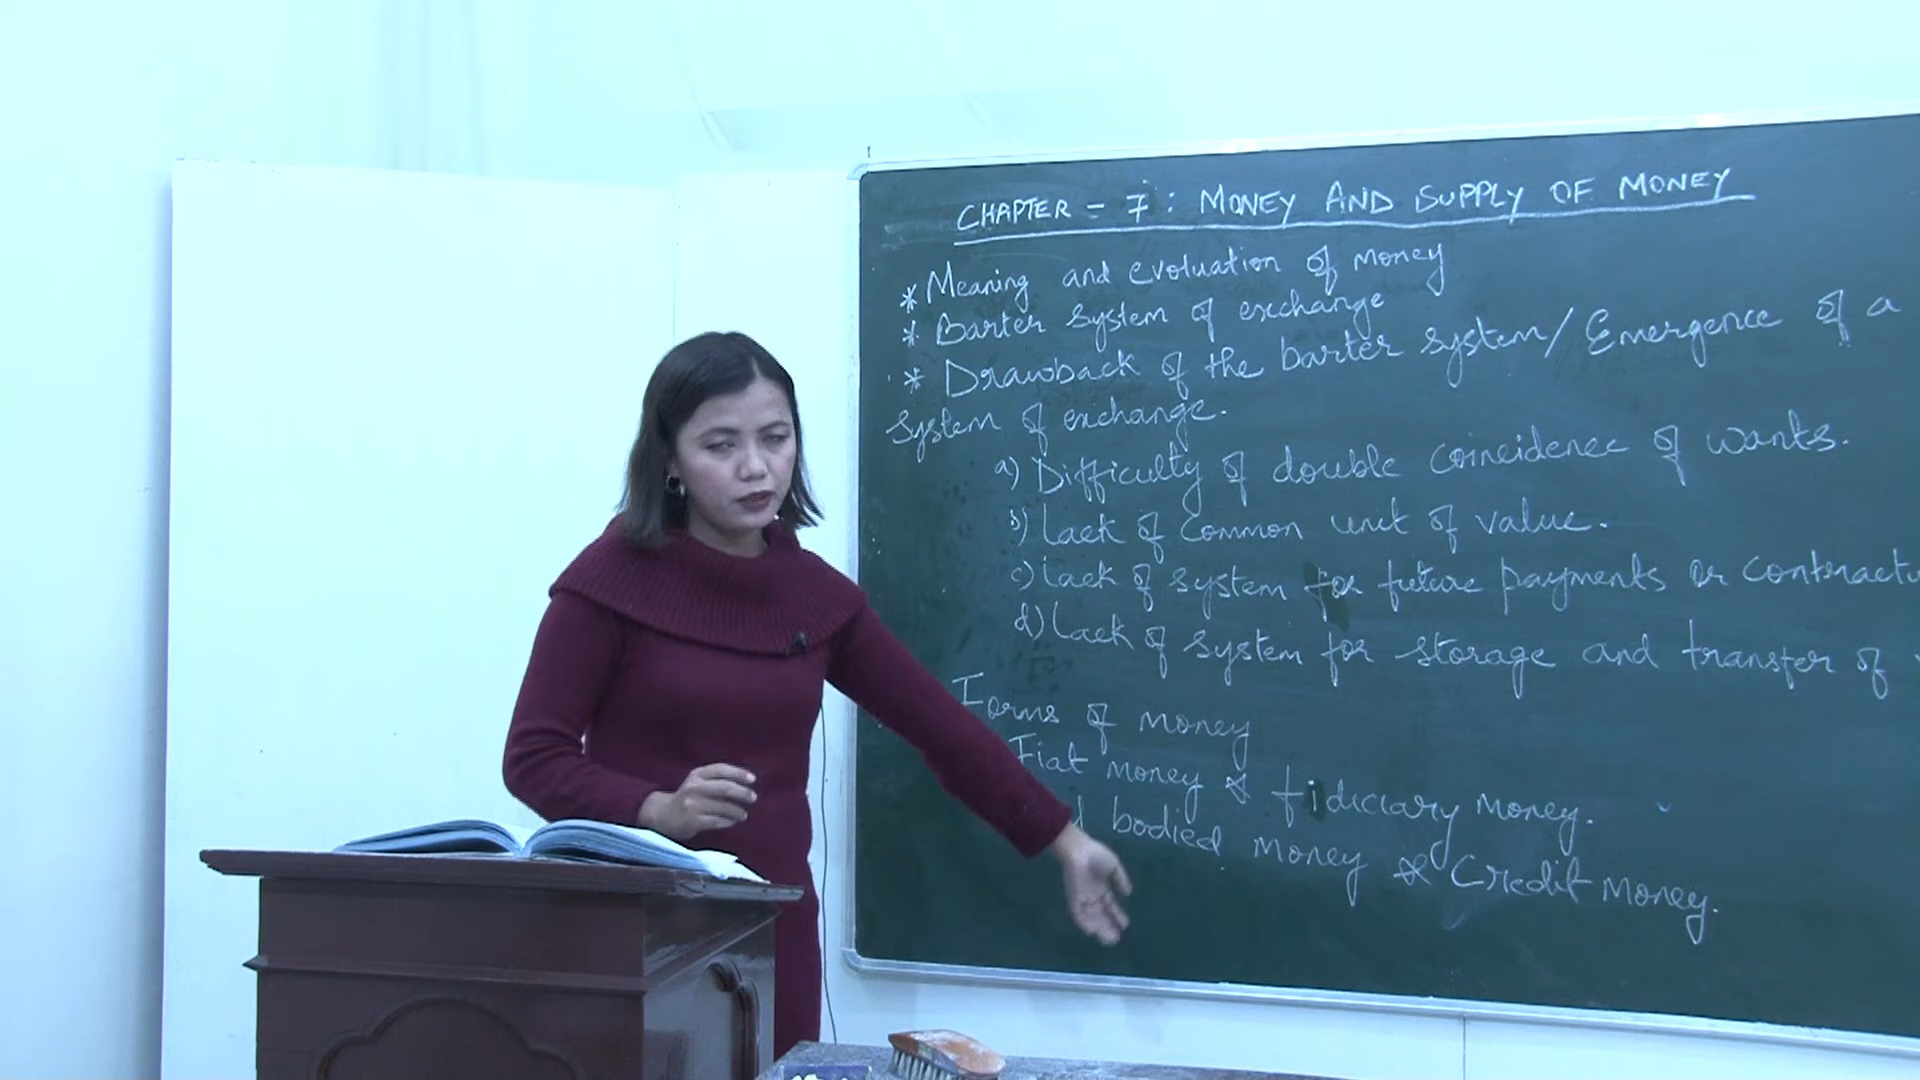 CHAPTER - 7: MONEY AND SUPPLY OF MONEY
* Meaning and evoluation of money
* Barter system of exchange
* Drawback of the barter system/ Emergence of a
system of exchange.
a) Difficulty of double coincidence of wants.
b) Lack of common unit of value.
c) Lack of system for future payments or contractu
d) Lack of system for storage and transfer of
Forms of money
Fiat money & fidiciary money.
bodied money & Credit money.